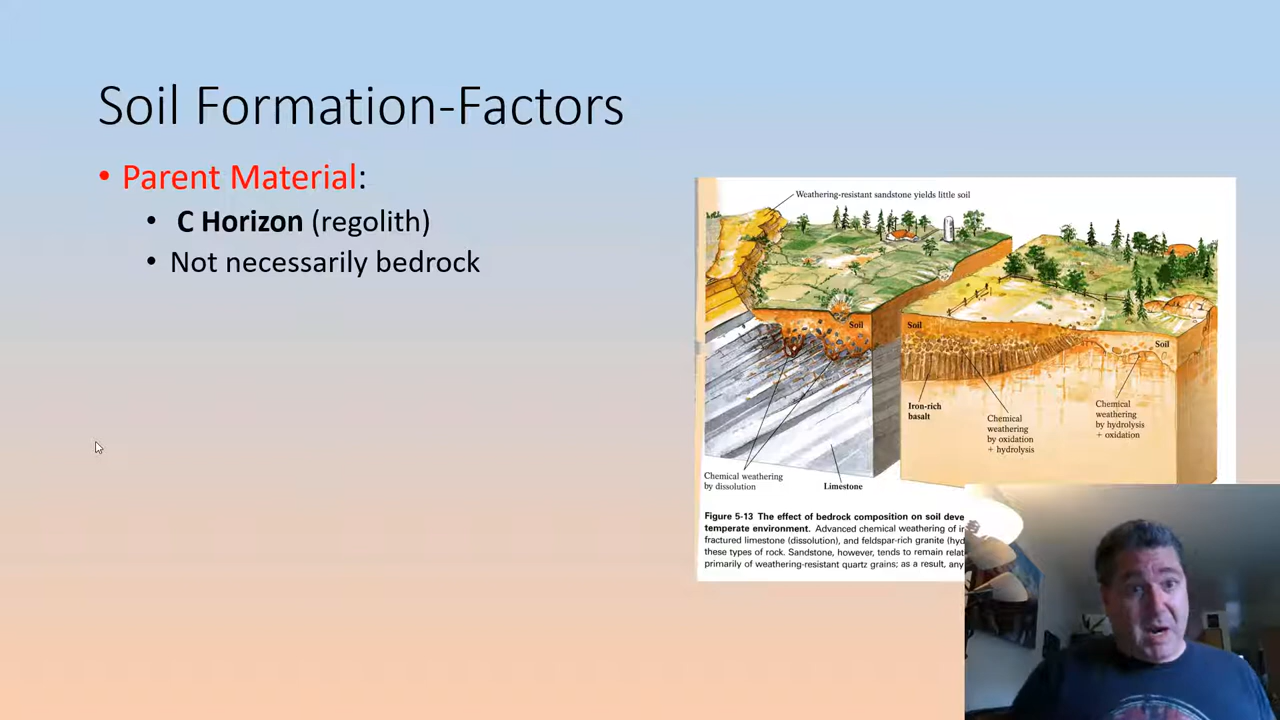 Soil Formation-Factors
• Parent Material:
• C Horizon (regolith)
• Not necessarily bedrock
Weathering-resistant sandstone yields little soil
Soil
Soil
Soil
Iron-rich
basalt
Chemical
weathering
by oxidation
+ hydrolysis
Chemical
weathering
by hydrolysis
+ oxidation
Chemical weathering
by dissolution
Limestone
Figure 5-13 The effect of bedrock composition on soil deve
temperate environment. Advanced chemical weathering of
fractured limestone (dissolution), and feldspar-rich granite (hyd
these types of rock. Sandstone, however, tends to remain relat
primarily of weathering-resistant quartz grains; as a result, any